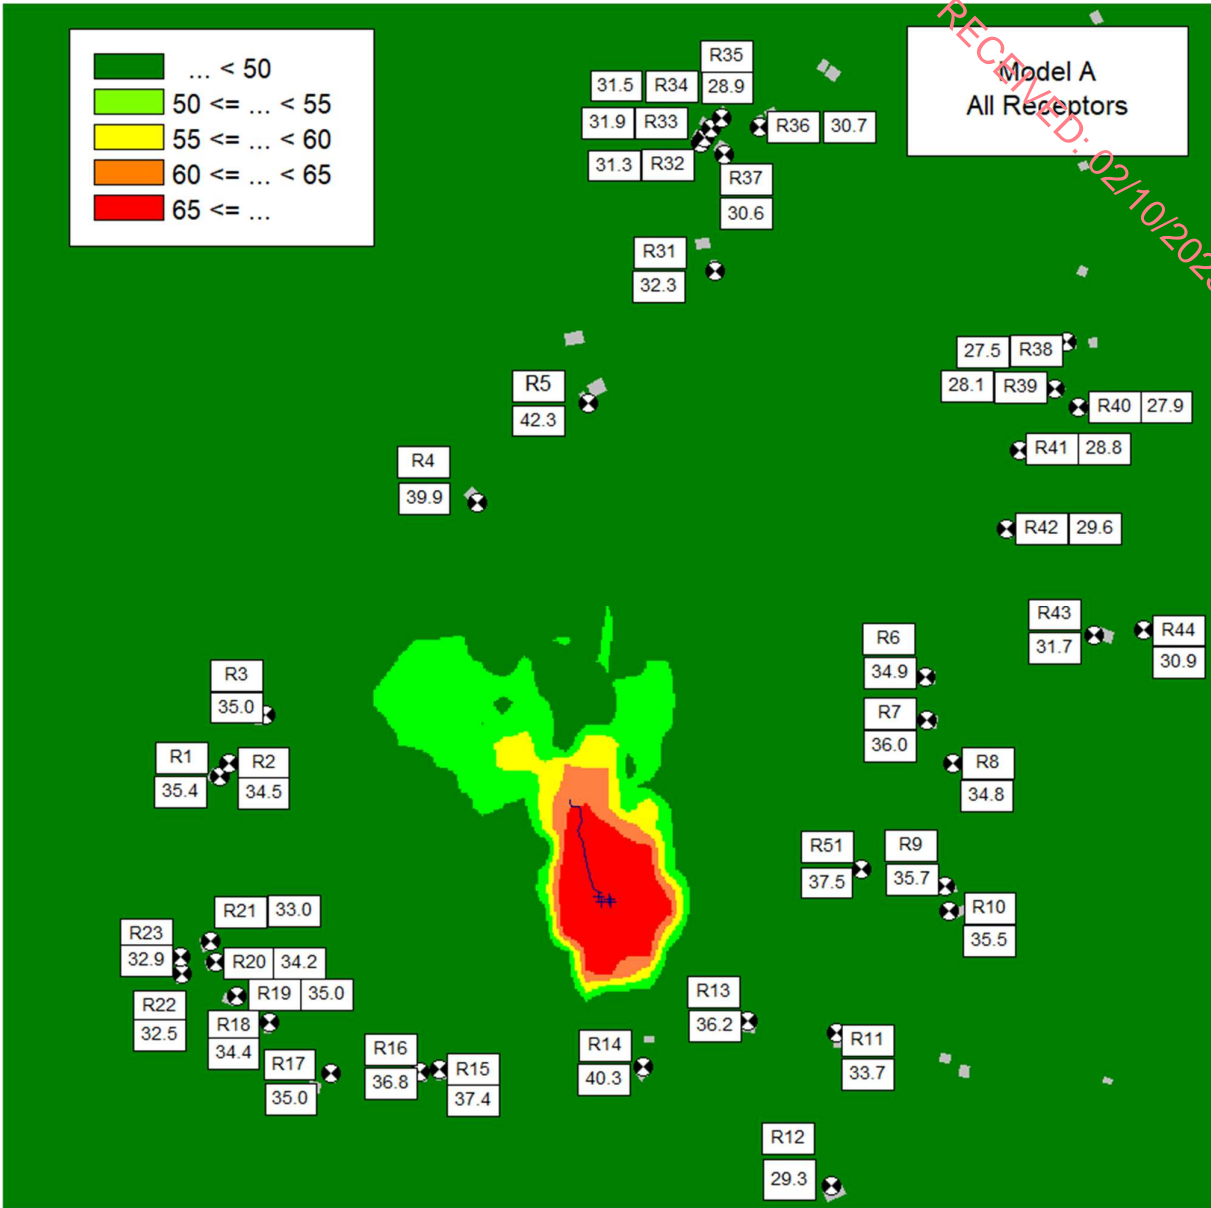 ... < 50
50 <= ... < 55
55 <= ... < 60
60 <= ... < 65
65 <= ...
Model A
All Receptors
RECEIVED: 02/10/202
R35
31.5 R34 28.9
31.9 R33
R36 30.7
31.3 R32
R37
30.6
R31
32.3
27.5 R38
R5
42.3
28.1 R39
R40 27.9
R4
39.9
R41 28.8
R42 29.6
R43
31.7
R44
30.9
R6
34.9
R3
35.0
R7
36.0
R1
35.4
R2
34.5
R8
34.8
R51
37.5
R9
35.7
R10
35.5
R21 33.0
R23
32.9
R20 34.2
R19 35.0
R22
32.5
R18
34.4
R13
36.2
R11
33.7
R14
40.3
R16
36.8
R15
37.4
R17
35.0
R12
29.3